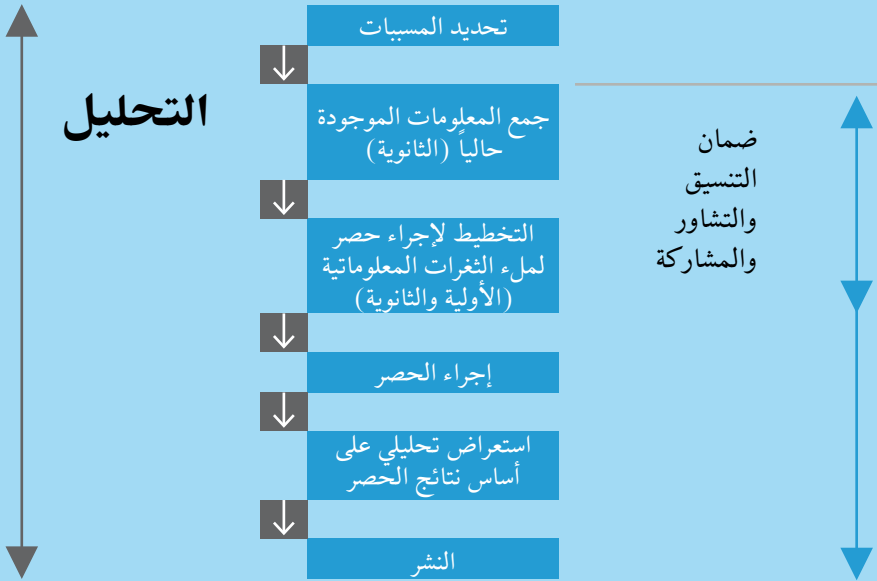 تحديد المسببات
جمع المعلومات الموجودة
حالياً (الثانوية)
التخطيط لإجراء حصر
لملء الثغرات المعلوماتية
(الأولية والثانوية)
إجراء الحصر
استعراض تحليلي على
أساس نتائج الحصر
النشر
ضمان
التنسيق
والتشاور
والمشاركة
التحليل